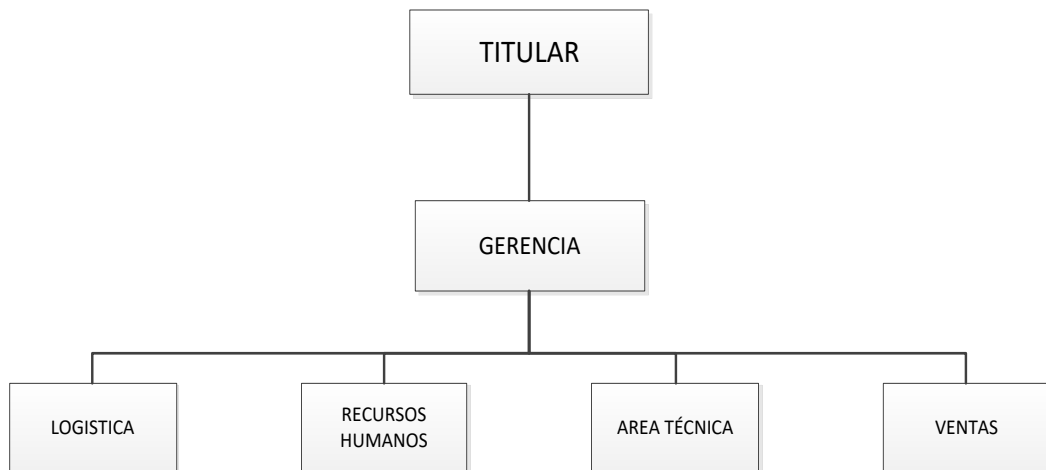 TITULAR
GERENCIA
LOGISTICA
RECURSOS
HUMANOS
AREA TÉCNICA
VENTAS